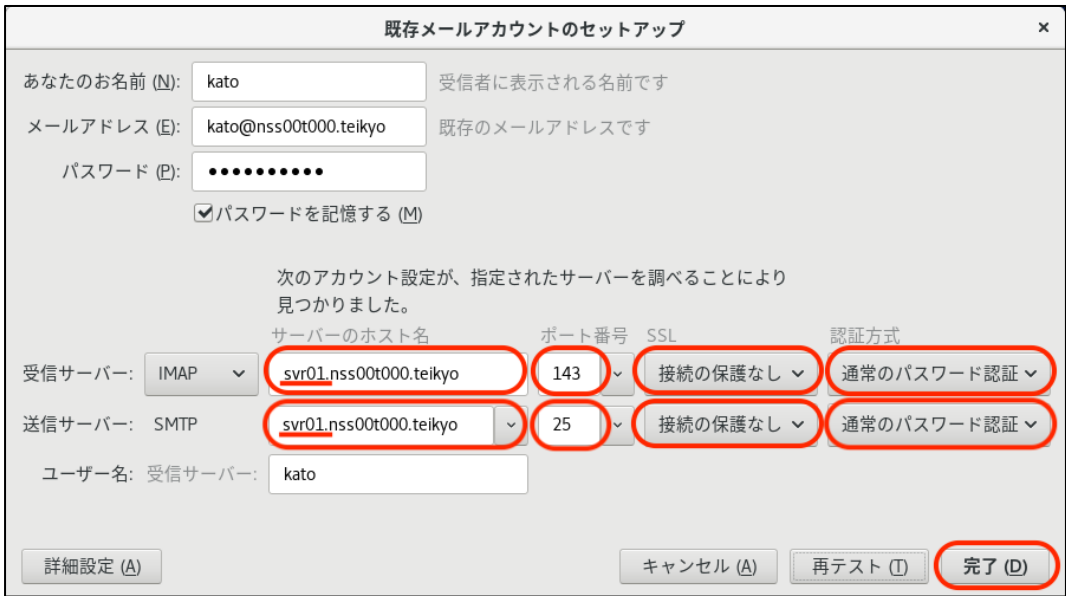 既存メールアカウントのセットアップ ×
あなたのお名前 (N): kato 受信者に表示される名前です
メールアドレス (E): kato@nss00t000.teikyo 既存のメールアドレスです
パスワード (P): ●●●●●●●●●●
パスワードを記憶する (M)
次のアカウント設定が、指定されたサーバーを調べることにより
見つかりました。
サーバーのホスト名 ポート番号 SSL 認証方式
受信サーバー: IMAP svr01.nss00t000.teikyo 143 接続の保護なし 通常のパスワード認証
送信サーバー: SMTP svr01.nss00t000.teikyo 25 接続の保護なし 通常のパスワード認証
ユーザー名: 受信サーバー: kato
詳細設定 (A) キャンセル (A) 再テスト (T) 完了 (D)